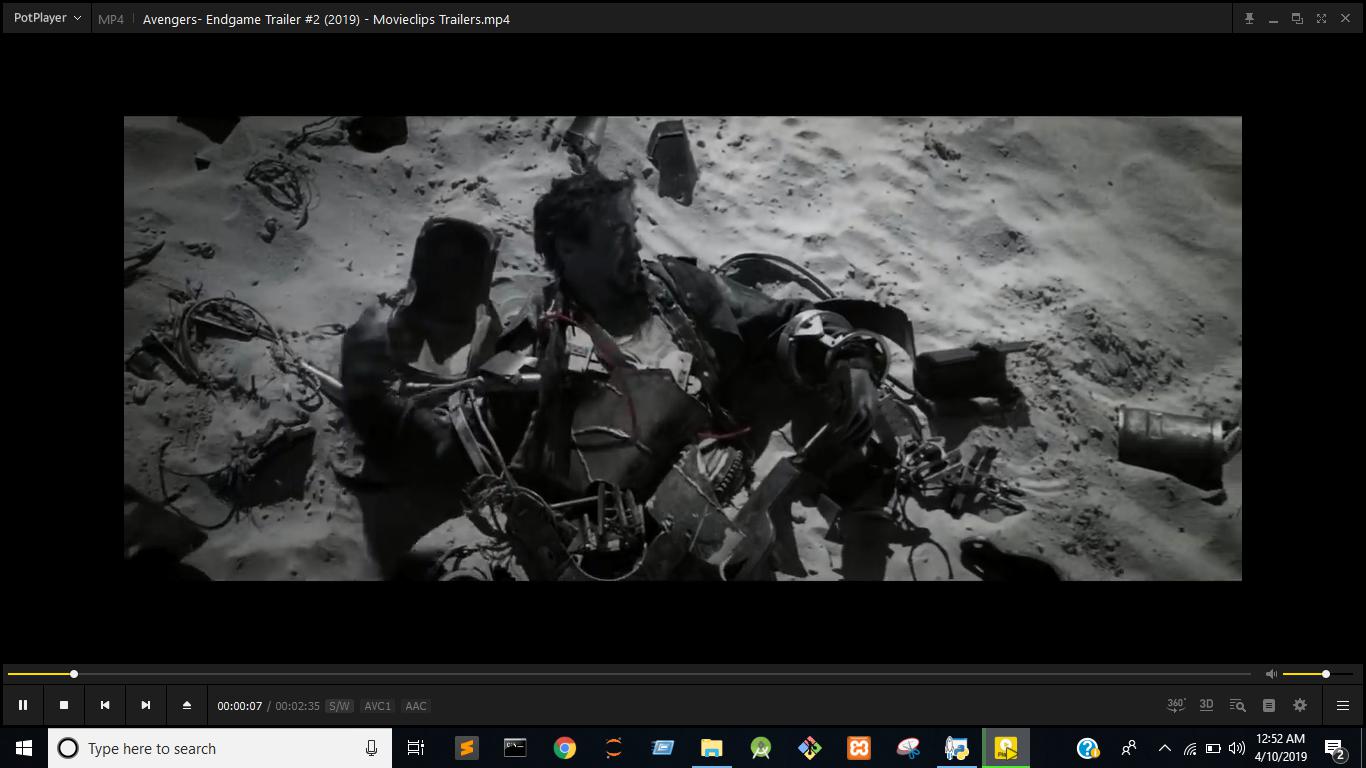 PotPlayer
MP4
Avengers- Endgame Trailer #2 (2019) - Movieclips Trailers.mp4
00:00:07 / 00:02:35 S/W AVC1 AAC
360°
3D
Type here to search
12:52 AM
4/10/2019
2